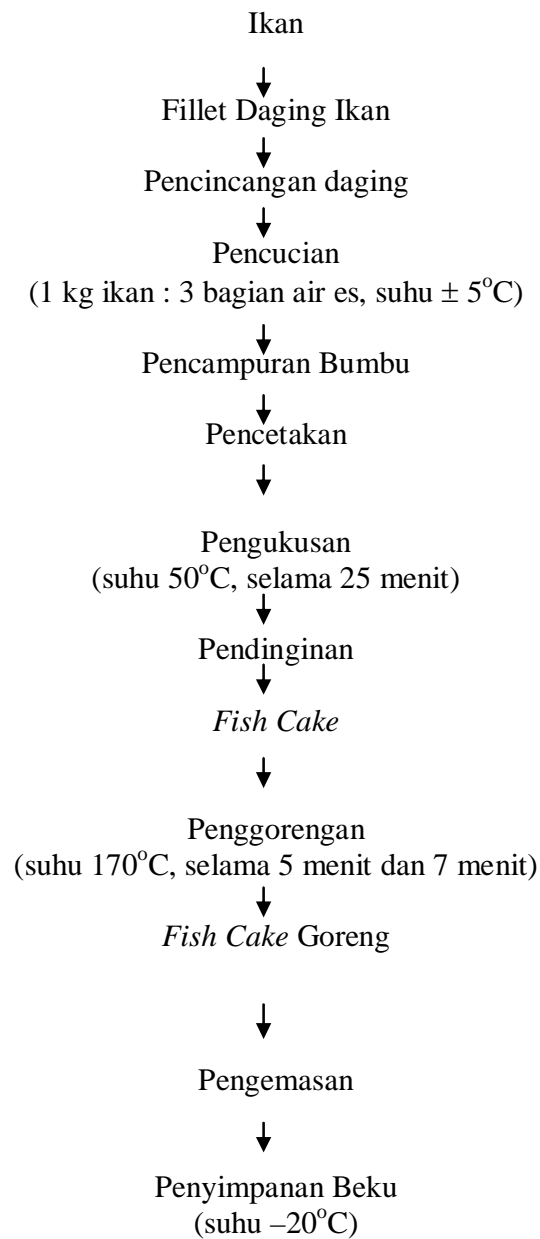 Ikan
Fillet Daging Ikan
Pencincangan daging
Pencucian
(1 kg ikan : 3 bagian air es, suhu ± 5°C)
Pencampuran Bumbu
Pencetakan
Pengukusan
(suhu 50°C, selama 25 menit)
Pendinginan
Fish Cake
Penggorengan
(suhu 170°C, selama 5 menit dan 7 menit)
Fish Cake Goreng
Pengemasan
Penyimpanan Beku
(suhu –20°C)